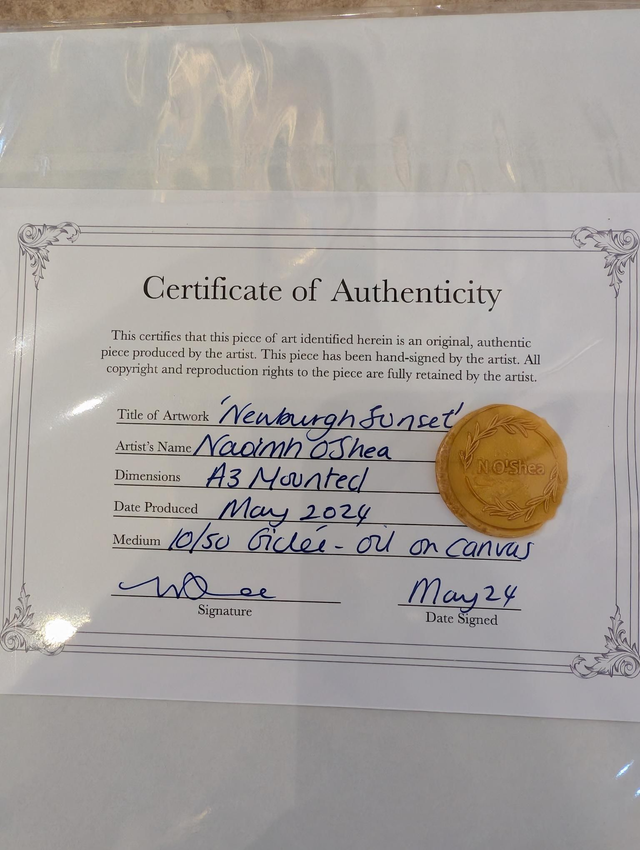 Certificate of Authenticity
This certifies that this piece of art identified herein is an original, authentic
piece produced by the artist. This piece has been hand-signed by the artist. All
copyright and reproduction rights to the piece are fully retained by the artist.
Title of Artwork 'Newburgh Sunset'
Artist's Name Naoimh O'Shea
N O'Shea
Dimensions A3 Mounted
Date Produced May 2024
Medium 10/50 Giclée - Oil on canvas
May 24
Signature Date Signed